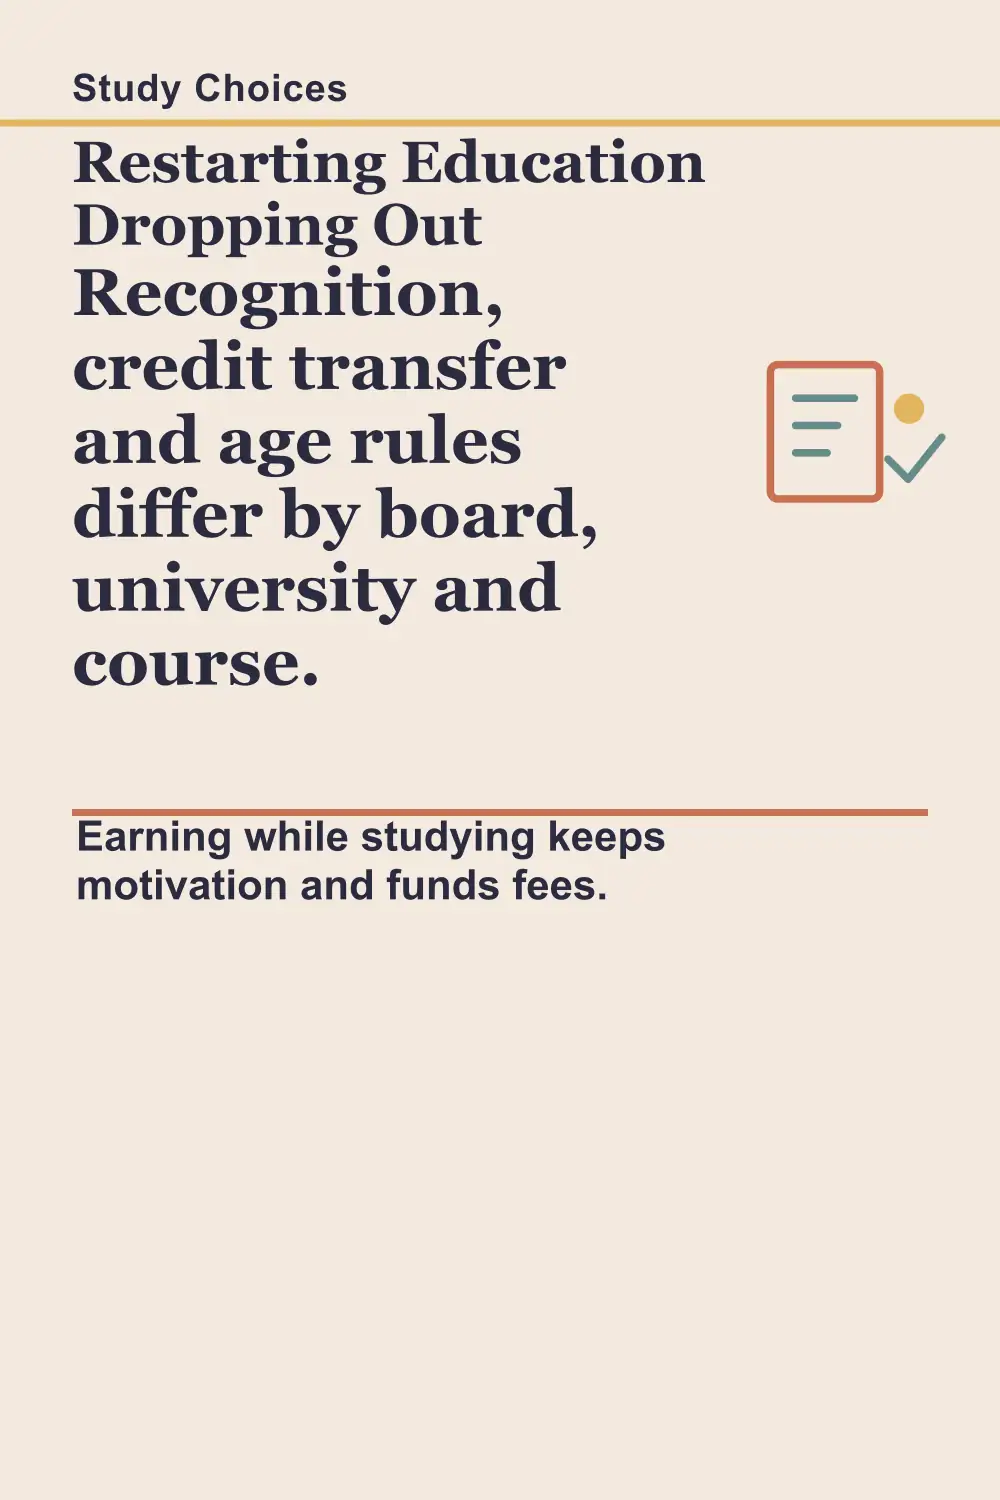 Study Choices
Restarting Education
Dropping Out
Recognition,
credit transfer
and age rules
differ by board,
university and
course.
Earning while studying keeps
motivation and funds fees.